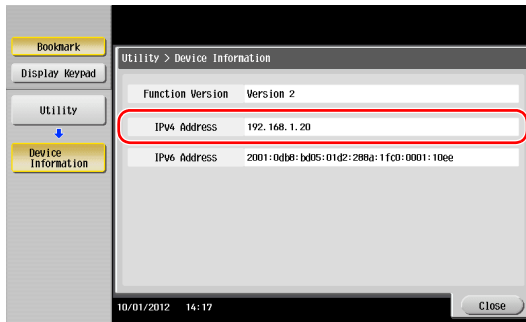 Bookmark
Display Keypad
Utility
Device
Information
Utility > Device Information
Function Version Version 2
IPv4 Address 192.168.1.20
IPv6 Address 2001:0db8:bd05:01d2:288a:1fc0:0001:10ee
10/01/2012 14:17
Close